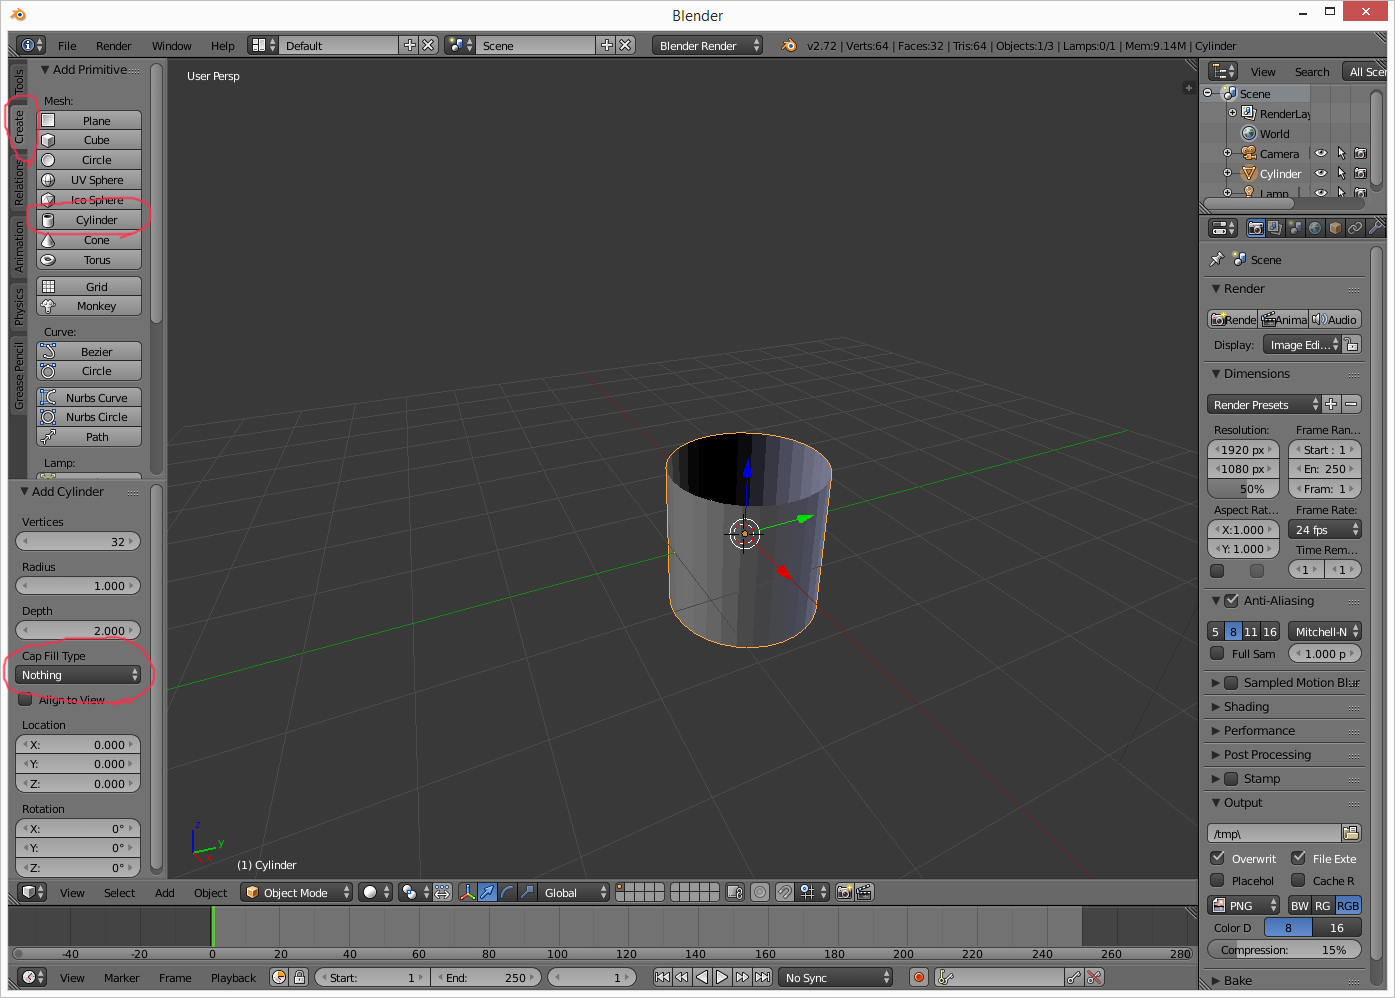 Blender
File Render Window Help Default Scene Blender Render v2.72 | Verts:64 | Faces:32 | Tris:64 | Objects:1/3 | Lamps:0/1 | Mem:9.14M | Cylinder
Tools
Create
Relations
Animation
Physics
Grease Pencil
Add Primitive
Mesh:
Plane
Cube
Circle
UV Sphere
Ico Sphere
Cylinder
Cone
Torus
Grid
Monkey
Curve:
Bezier
Circle
Nurbs Curve
Nurbs Circle
Path
Lamp:
Add Cylinder
Vertices
32
Radius
1.000
Depth
2.000
Cap Fill Type
Nothing
Align to View
Location
X: 0.000
Y: 0.000
Z: 0.000
Rotation
X: 0°
Y: 0°
Z: 0°
User Persp
z
y
x
(1) Cylinder
View Select Add Object Object Mode Global
-40 -20 0 20 40 60 80 100 120 140 160 180 200 220 240 260 280
View Marker Frame Playback Start: 1 End: 250 1 No Sync
View Search All Scen
Scene
RenderLay
World
Camera
Cylinder
Lamp
Scene
Render
Rende Anima Audio
Display: Image Edi...
Dimensions
Render Presets
Resolution: Frame Ran...
1920 px Start : 1
1080 px En: 250
50% Fram: 1
Aspect Rat... Frame Rate:
X:1.000 24 fps
Y: 1.000 Time Rem...
1 1
Anti-Aliasing
5 8 11 16 Mitchell-N
Full Sam 1.000 p
Sampled Motion Blur
Shading
Performance
Post Processing
Stamp
Output
/tmp\
Overwrit File Exte
Placehol Cache R
PNG BW RG RGB
Color D 8 16
Compression: 15%
Bake